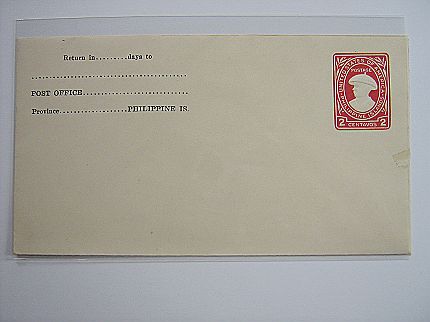 Return in.........days to
..........................................
POST OFFICE............................
Province...................PHILIPPINE IS.
UNITED STATES OF AMERICA
POSTAGE
2 CENTAVOS 2